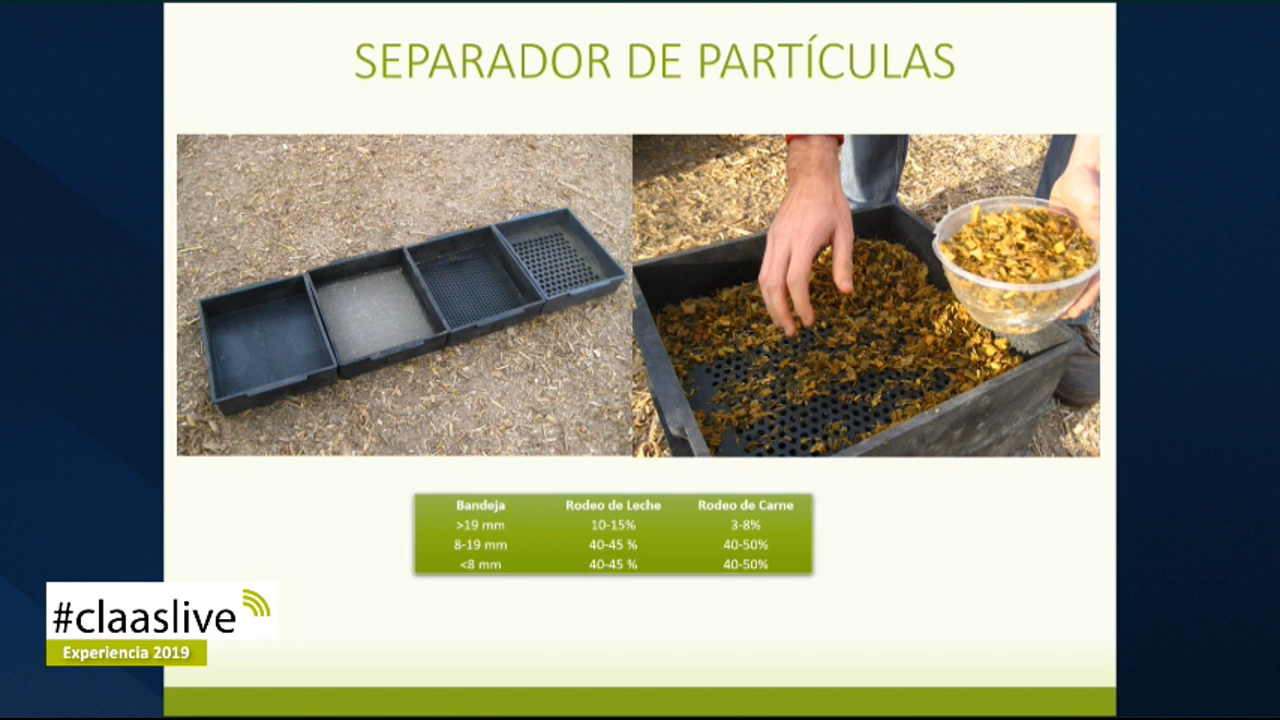 SEPARADOR DE PARTÍCULAS
Bandeja Rodeo de Leche Rodeo de Carne
>19 mm 10-15% 3-8%
8-19 mm 40-45 % 40-50%
<8 mm 40-45 % 40-50%
#claaslive
Experiencia 2019